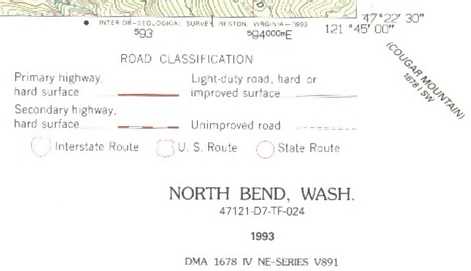 INTERIOR—GEOLOGICAL SURVEY, RESTON, VIRGINIA—1993
47°22' 30"
593 594000mE 121°45' 00"
(COUGAR MOUNTAIN)
1678 I SW
ROAD CLASSIFICATION
Primary highway, Light-duty road, hard or
hard surface improved surface
Secondary highway,
hard surface Unimproved road
Interstate Route U. S. Route State Route
NORTH BEND, WASH.
47121-D7-TF-024
1993
DMA 1678 IV NE-SERIES V891